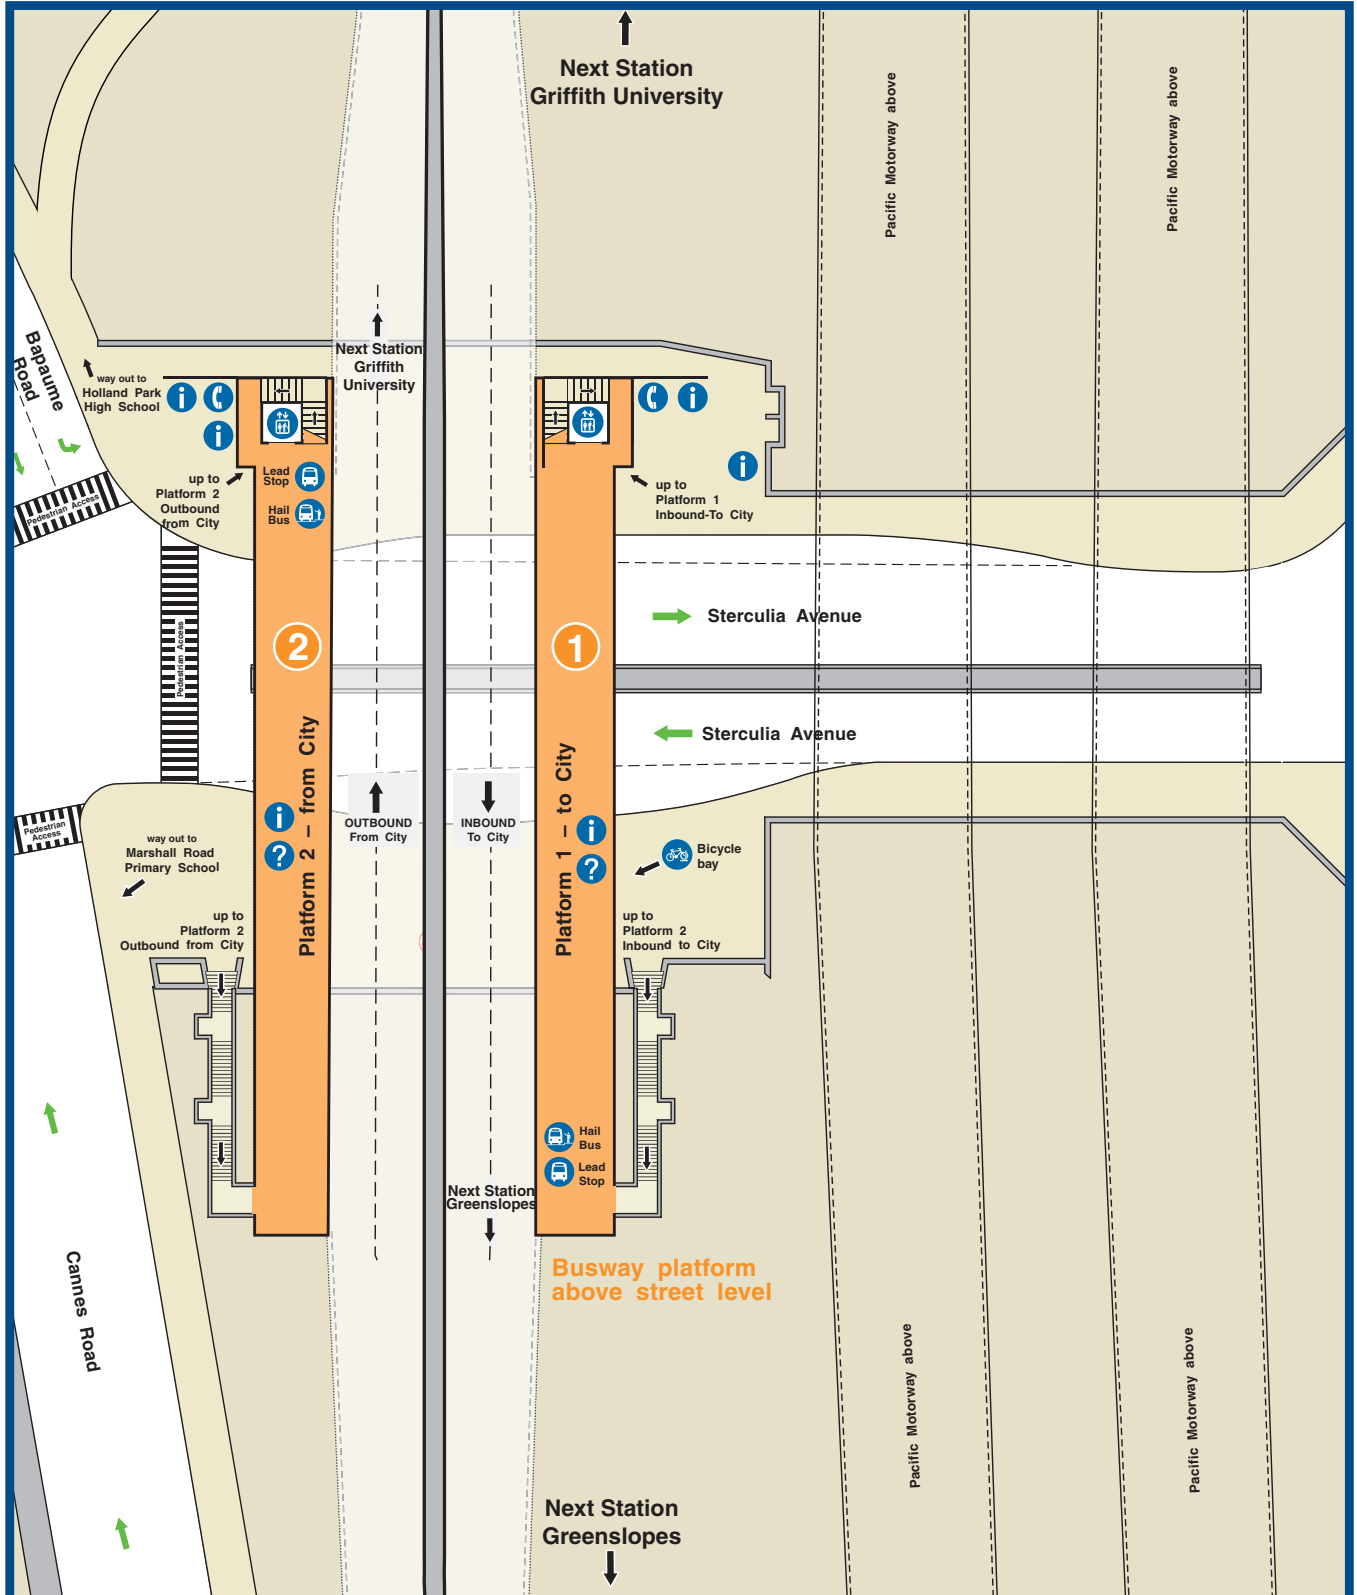 Next Station
Griffith University
Pacific Motorway above
Pacific Motorway above
Bapaume
Road
way out to
Holland Park
High School
Next Station
Griffith
University
i
i
i
i
Lead
Stop
Hail
Bus
up to
Platform 2
Outbound
from City
up to
Platform 1
Inbound-To City
Pedestrian Access
Pedestrian Access
Sterculia Avenue
Sterculia Avenue
2
1
Platform 2 – from City
Platform 1 – to City
OUTBOUND
From City
INBOUND
To City
i
?
i
?
Pedestrian
Access
way out to
Marshall Road
Primary School
Bicycle
bay
up to
Platform 2
Outbound from City
up to
Platform 2
Inbound to City
Hail
Bus
Lead
Stop
Next Station
Greenslopes
Busway platform
above street level
Cannes Road
Pacific Motorway above
Pacific Motorway above
Next Station
Greenslopes